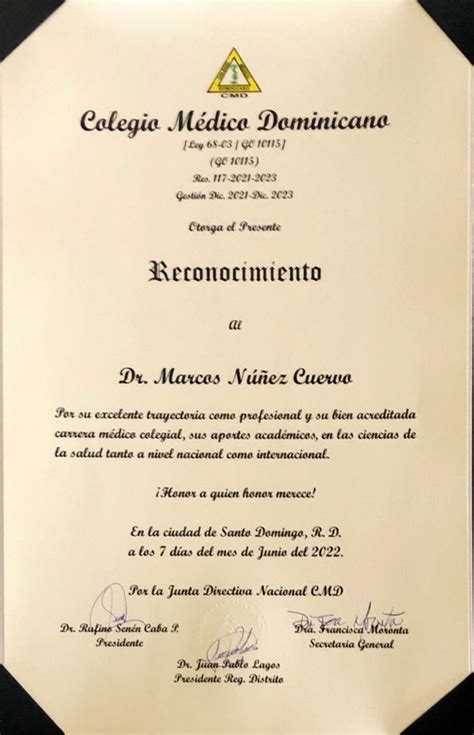 CMD
Colegio Médico Dominicano
[Ley 68-03 / GO 10115]
(GO 10115)
Res. 117-2021-2023
Gestión Dic. 2021-Dic. 2023
Otorga el Presente
Reconocimiento
Al
Dr. Marcos Núñez Cuervo
Por su excelente trayectoria como profesional y su bien acreditada
carrera médico colegial, sus aportes académicos, en las ciencias de
la salud tanto a nivel nacional como internacional.
¡Honor a quien honor merece!
En la ciudad de Santo Domingo, R. D.
a los 7 días del mes de Junio del 2022.
Por la Junta Directiva Nacional CMD
Dr. Rufino Senén Caba P.
Presidente
Dra. Francisca Moronta
Secretaria General
Dr. Juan Pablo Lagos
Presidente Reg. Distrito